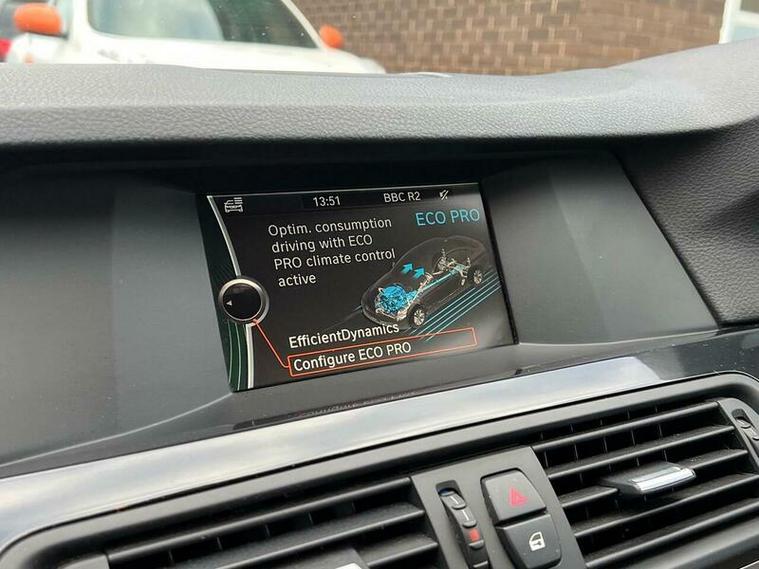 13:51 BBC R2
Optim. consumption
driving with ECO
PRO climate control
active
ECO PRO
EfficientDynamics
Configure ECO PRO